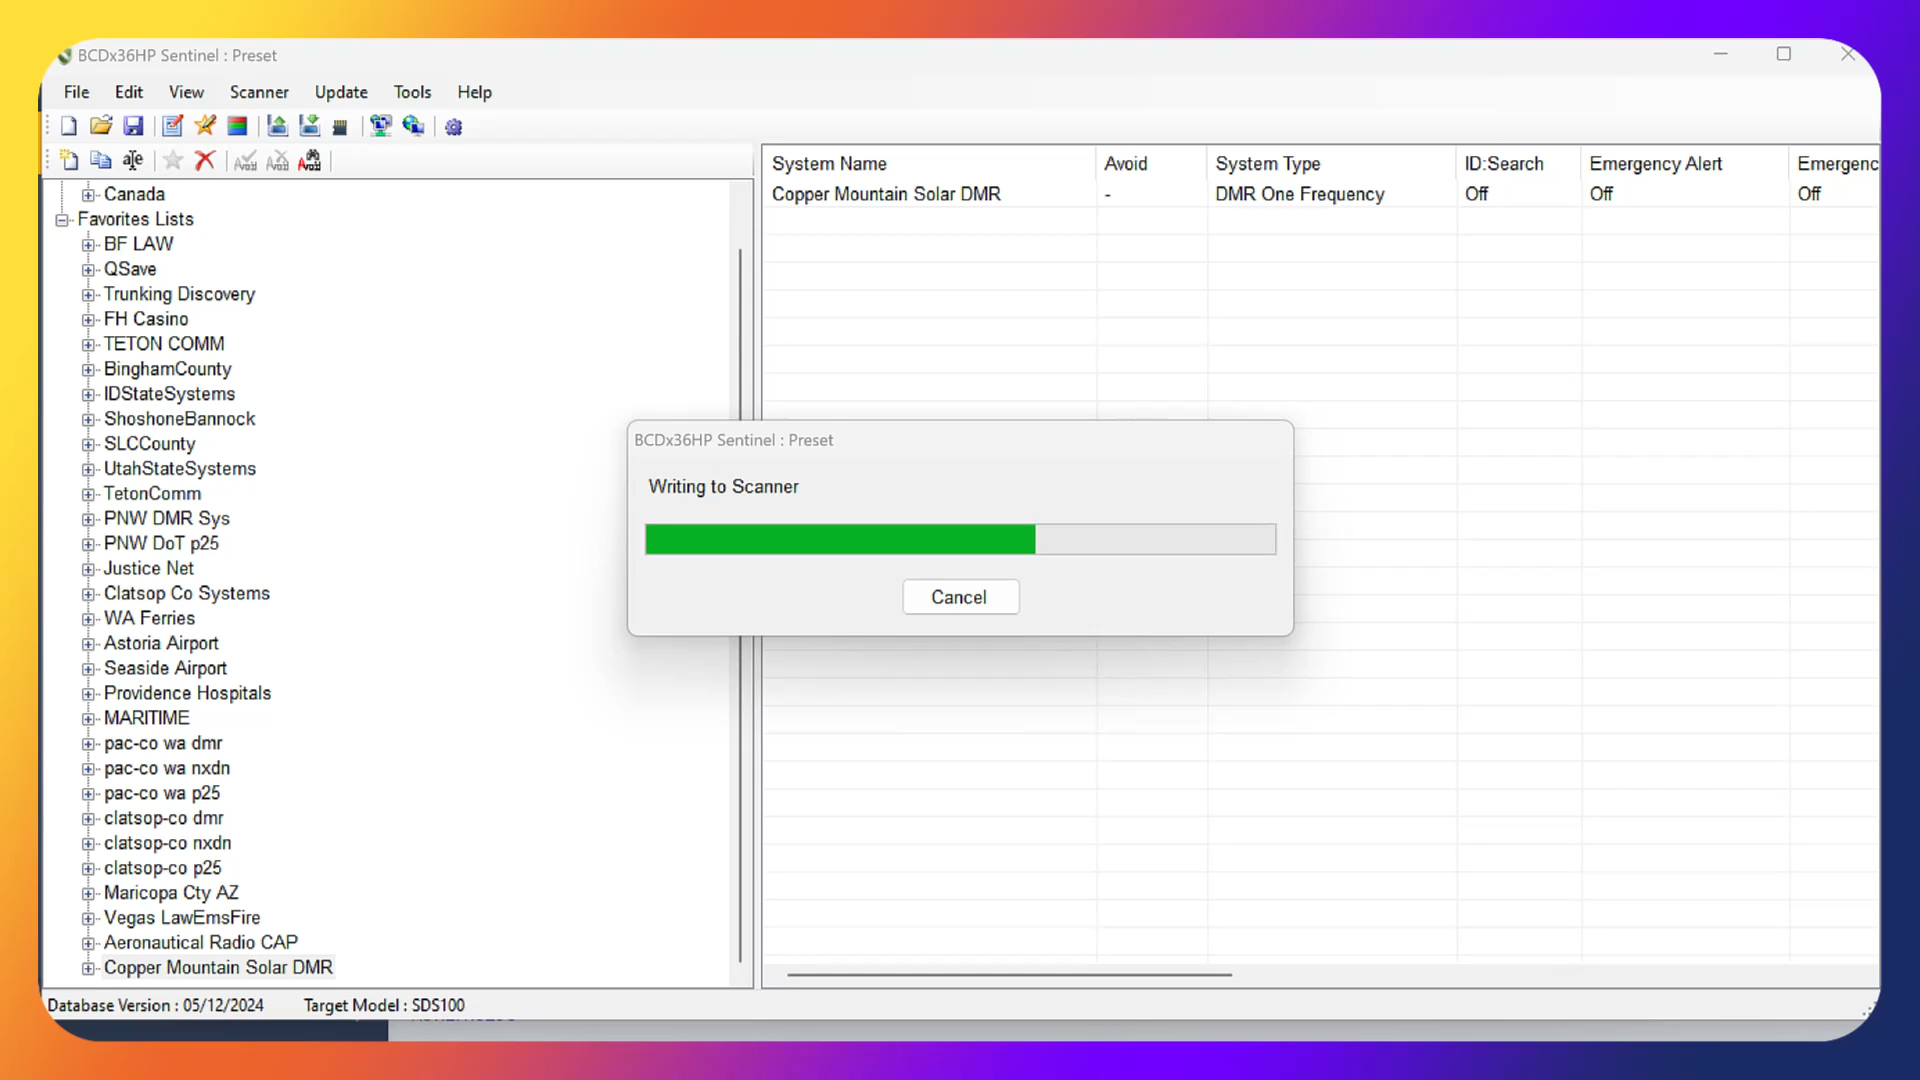 BCDx36HP Sentinel : Preset
File Edit View Scanner Update Tools Help
System Name Avoid System Type ID:Search Emergency Alert Emergenc
Copper Mountain Solar DMR - DMR One Frequency Off Off Off
Canada
Favorites Lists
BF LAW
QSave
Trunking Discovery
FH Casino
TETON COMM
BinghamCounty
IDStateSystems
ShoshoneBannock
SLCCounty
UtahStateSystems
TetonComm
PNW DMR Sys
PNW DoT p25
Justice Net
Clatsop Co Systems
WA Ferries
Astoria Airport
Seaside Airport
Providence Hospitals
MARITIME
pac-co wa dmr
pac-co wa nxdn
pac-co wa p25
clatsop-co dmr
clatsop-co nxdn
clatsop-co p25
Maricopa Cty AZ
Vegas LawEmsFire
Aeronautical Radio CAP
Copper Mountain Solar DMR
BCDx36HP Sentinel : Preset
Writing to Scanner
Cancel
Database Version : 05/12/2024 Target Model : SDS100